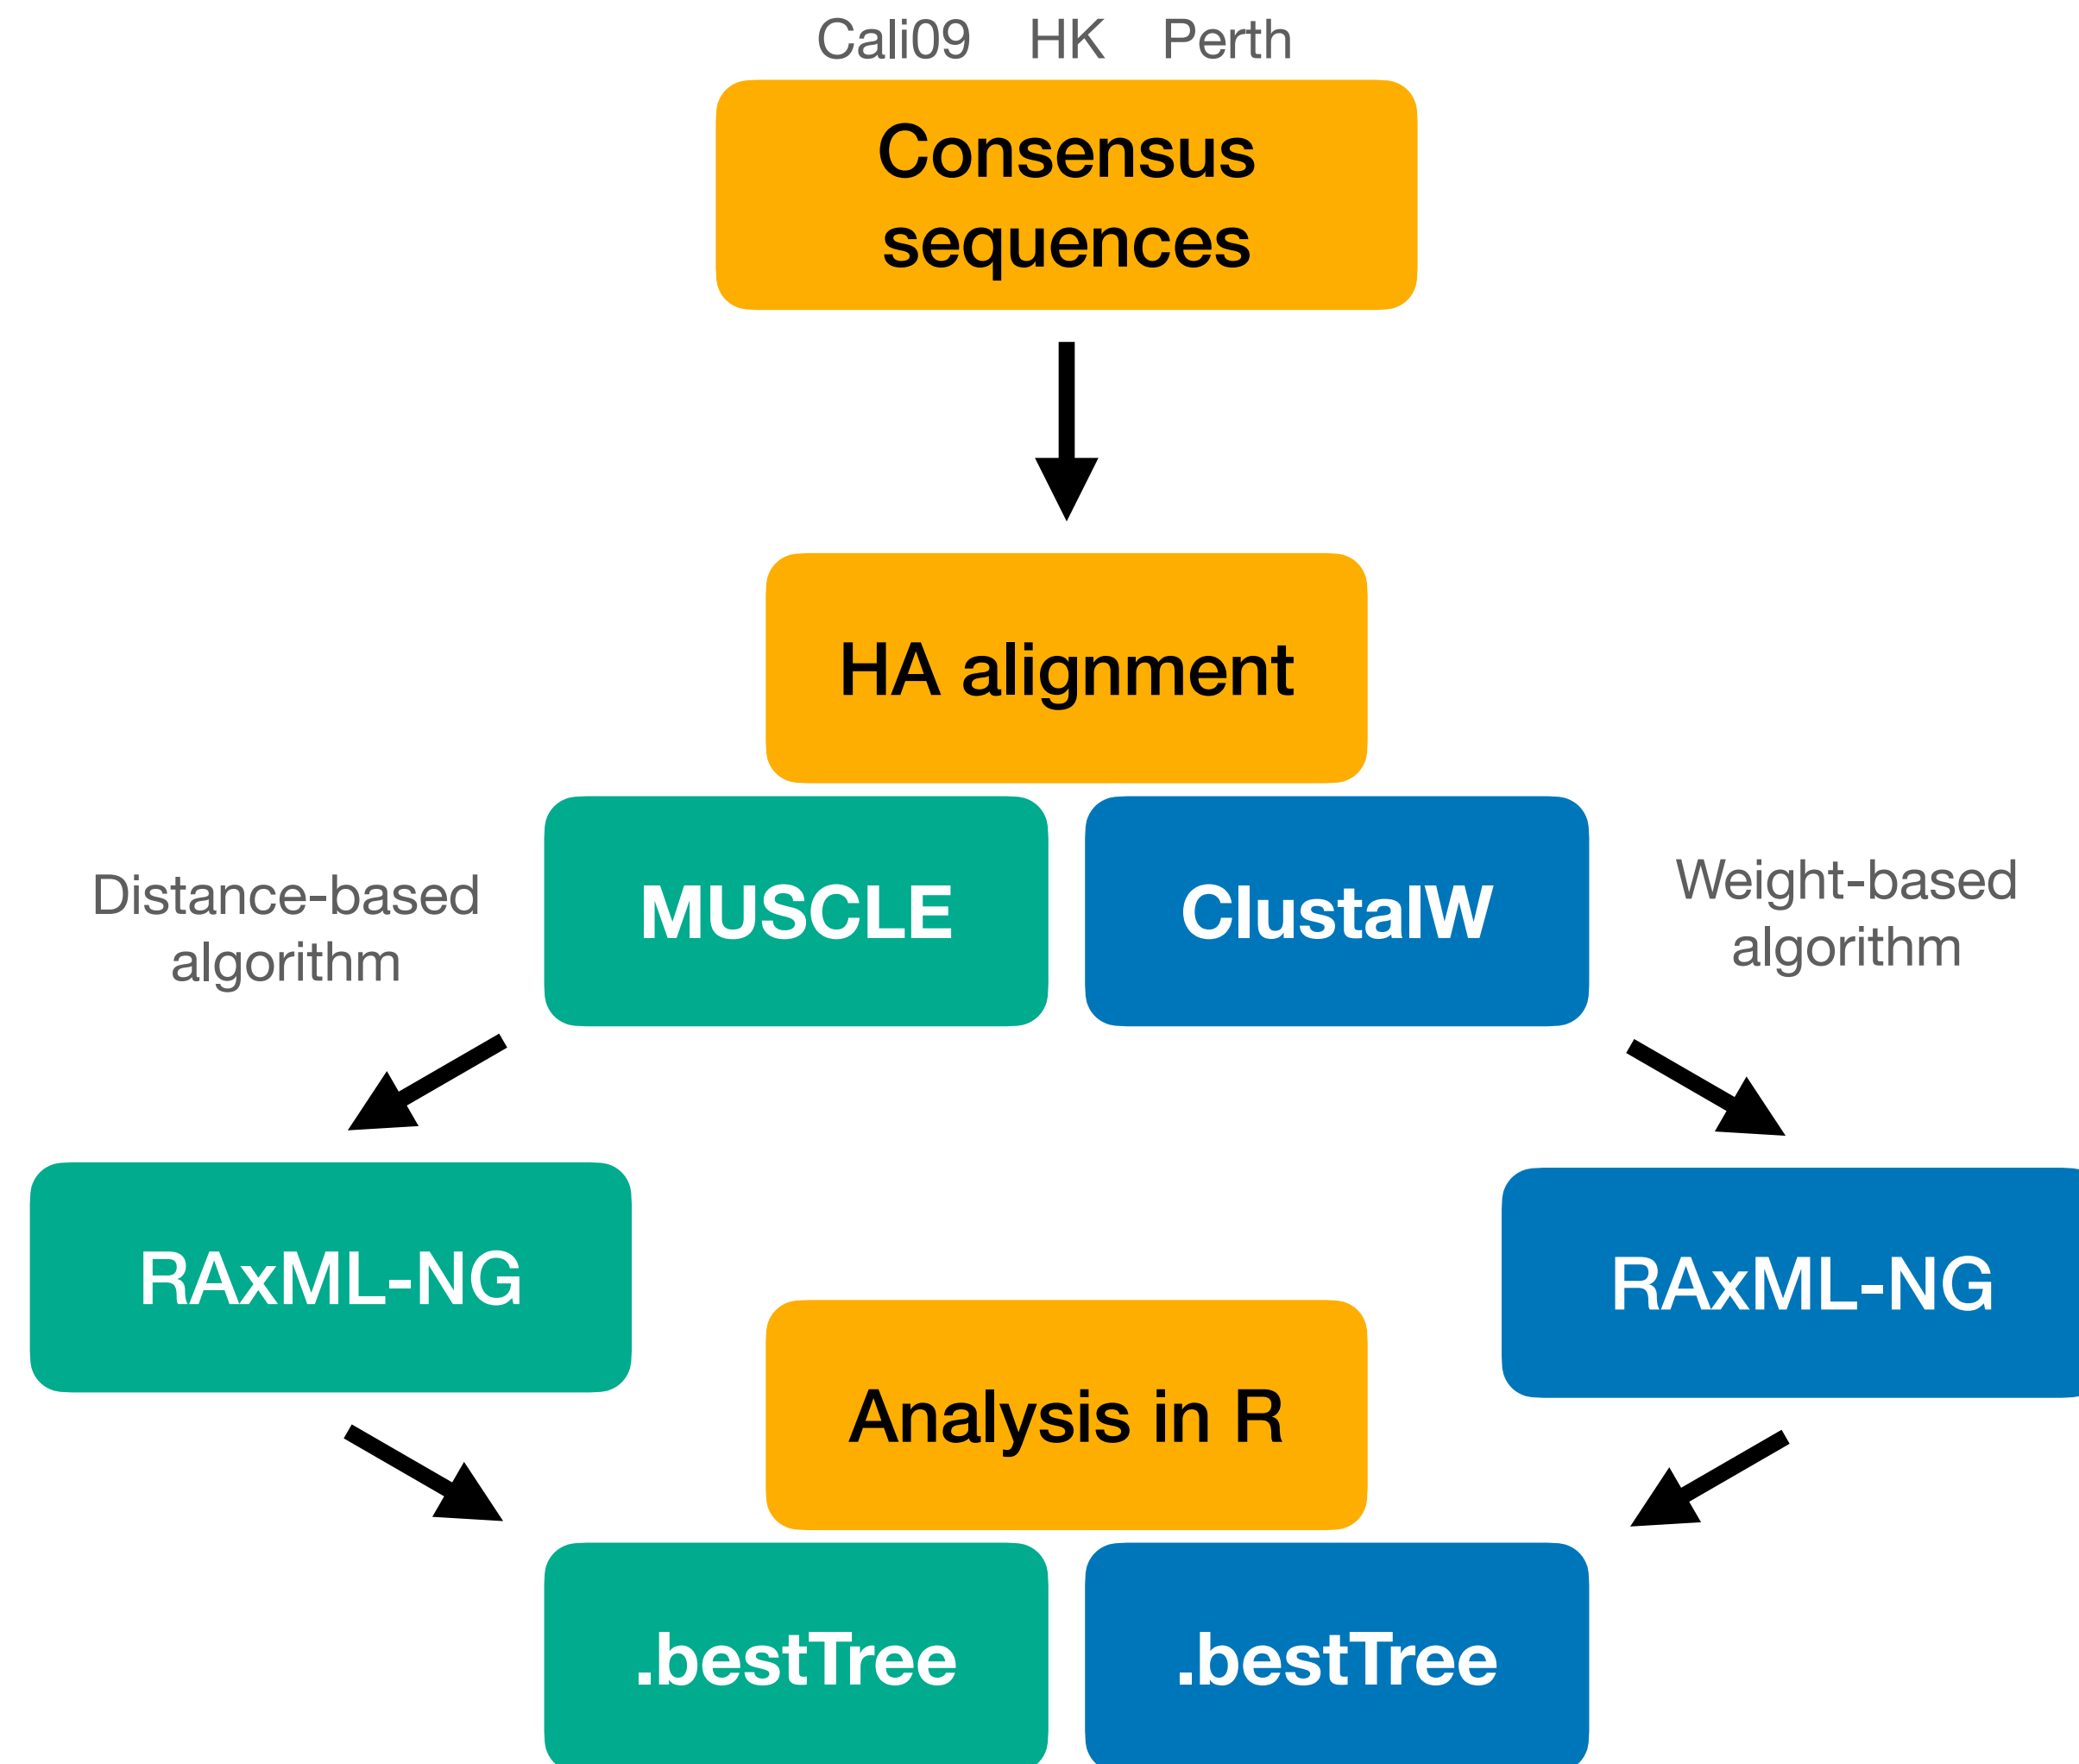 Cali09 HK Perth
Consensus
sequences
HA alignment
MUSCLE
ClustalW
Distance-based
algorithm
Weight-based
algorithm
RAxML-NG
RAxML-NG
Analysis in R
.bestTree
.bestTree